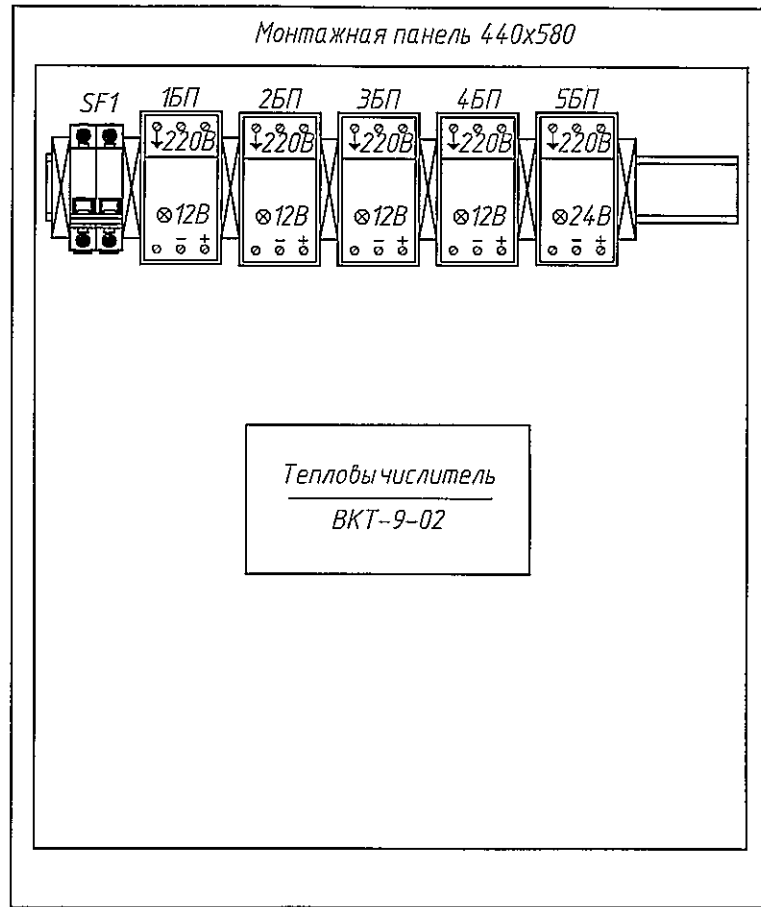 Монтажная панель 440х580
SF1 1БП 2БП 3БП 4БП 5БП
220В 220В 220В 220В 220В
12В 12В 12В 12В 24В
− + − + − + − + − +
Тепловычислитель
ВКТ-9-02